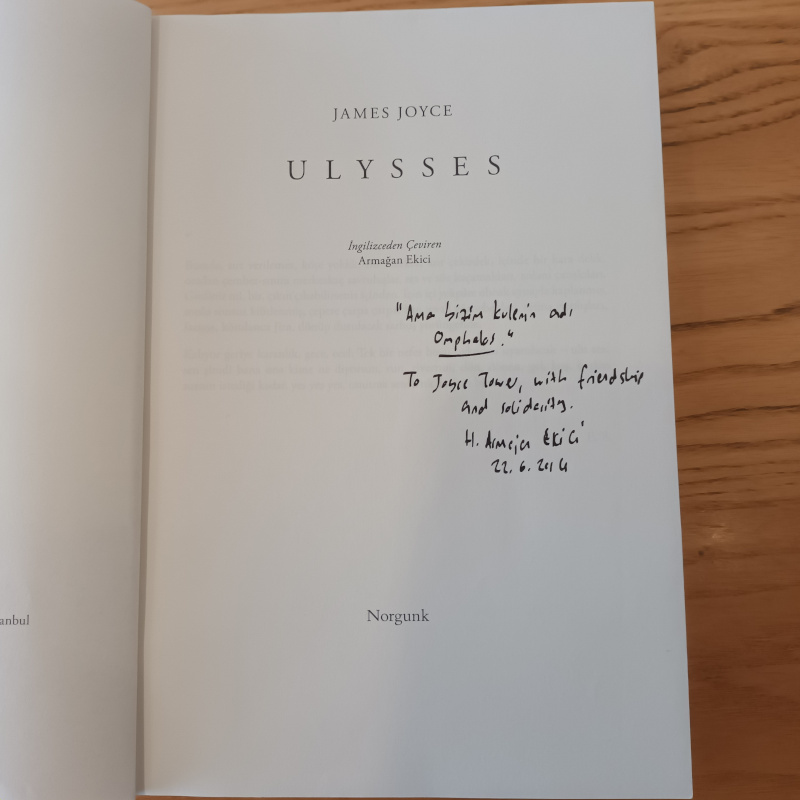 JAMES JOYCE
ULYSSES
İngilizceden Çeviren
Armağan Ekici
"Ama bizim kulenin adı
Omphalos."
To Joyce Tower, with friendship
and solidarity.
H. Armağan Ekici
22.6.2014
Norgunk
anbul